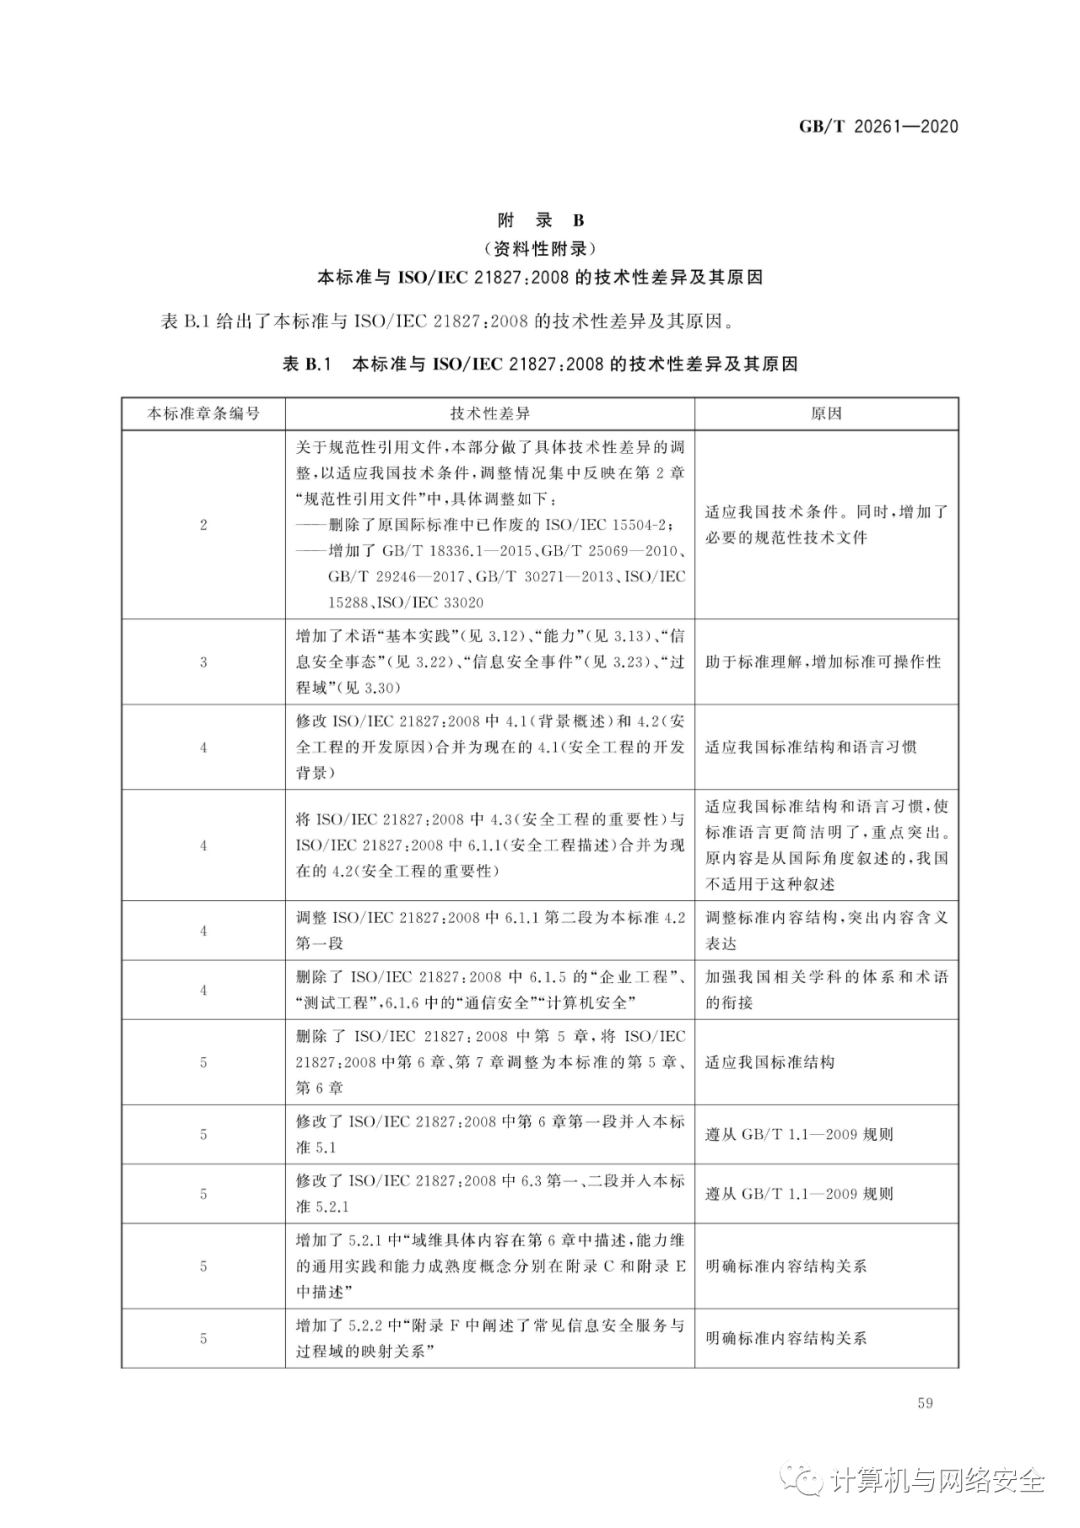 GB/T 20261—2020
附 录 B
（资料性附录）
本标准与 ISO/IEC 21827:2008 的技术性差异及其原因
表 B.1 给出了本标准与 ISO/IEC 21827:2008 的技术性差异及其原因。
表 B.1 本标准与 ISO/IEC 21827:2008 的技术性差异及其原因
本标准章条编号 技术性差异 原因
2
关于规范性引用文件,本部分做了具体技术性差异的调
整,以适应我国技术条件,调整情况集中反映在第 2 章
“规范性引用文件”中,具体调整如下:
——删除了原国际标准中已作废的 ISO/IEC 15504-2;
——增加了 GB/T 18336.1—2015、GB/T 25069—2010、
GB/T 29246—2017、GB/T 30271—2013、ISO/IEC
15288、ISO/IEC 33020
适应我国技术条件。同时,增加了
必要的规范性技术文件
3
增加了术语“基本实践”(见 3.12)、“能力”(见 3.13)、“信
息安全事态”(见 3.22)、“信息安全事件”(见 3.23)、“过
程域”(见 3.30)
助于标准理解,增加标准可操作性
4
修改 ISO/IEC 21827:2008 中 4.1(背景概述)和 4.2(安
全工程的开发原因)合并为现在的 4.1(安全工程的开发
背景)
适应我国标准结构和语言习惯
4
将 ISO/IEC 21827:2008 中 4.3(安全工程的重要性)与
ISO/IEC 21827:2008 中 6.1.1(安全工程描述)合并为现
在的 4.2(安全工程的重要性)
适应我国标准结构和语言习惯,使
标准语言更简洁明了,重点突出。
原内容是从国际角度叙述的,我国
不适用于这种叙述
4
调整 ISO/IEC 21827:2008 中 6.1.1 第二段为本标准 4.2
第一段
调整标准内容结构,突出内容含义
表达
4
删除了 ISO/IEC 21827:2008 中 6.1.5 的“企业工程”、
“测试工程”,6.1.6 中的“通信安全”“计算机安全”
加强我国相关学科的体系和术语
的衔接
5
删除了 ISO/IEC 21827:2008 中第 5 章,将 ISO/IEC
21827:2008 中第 6 章、第 7 章调整为本标准的第 5 章、
第 6 章
适应我国标准结构
5
修改了 ISO/IEC 21827:2008 中第 6 章第一段并入本标
准 5.1
遵从 GB/T 1.1—2009 规则
5
修改了 ISO/IEC 21827:2008 中 6.3 第一、二段并入本标
准 5.2.1
遵从 GB/T 1.1—2009 规则
5
增加了 5.2.1 中“域维具体内容在第 6 章中描述,能力维
的通用实践和能力成熟度概念分别在附录 C 和附录 E
中描述”
明确标准内容结构关系
5
增加了 5.2.2 中“附录 F 中阐述了常见信息安全服务与
过程域的映射关系”
明确标准内容结构关系
59
计算机与网络安全